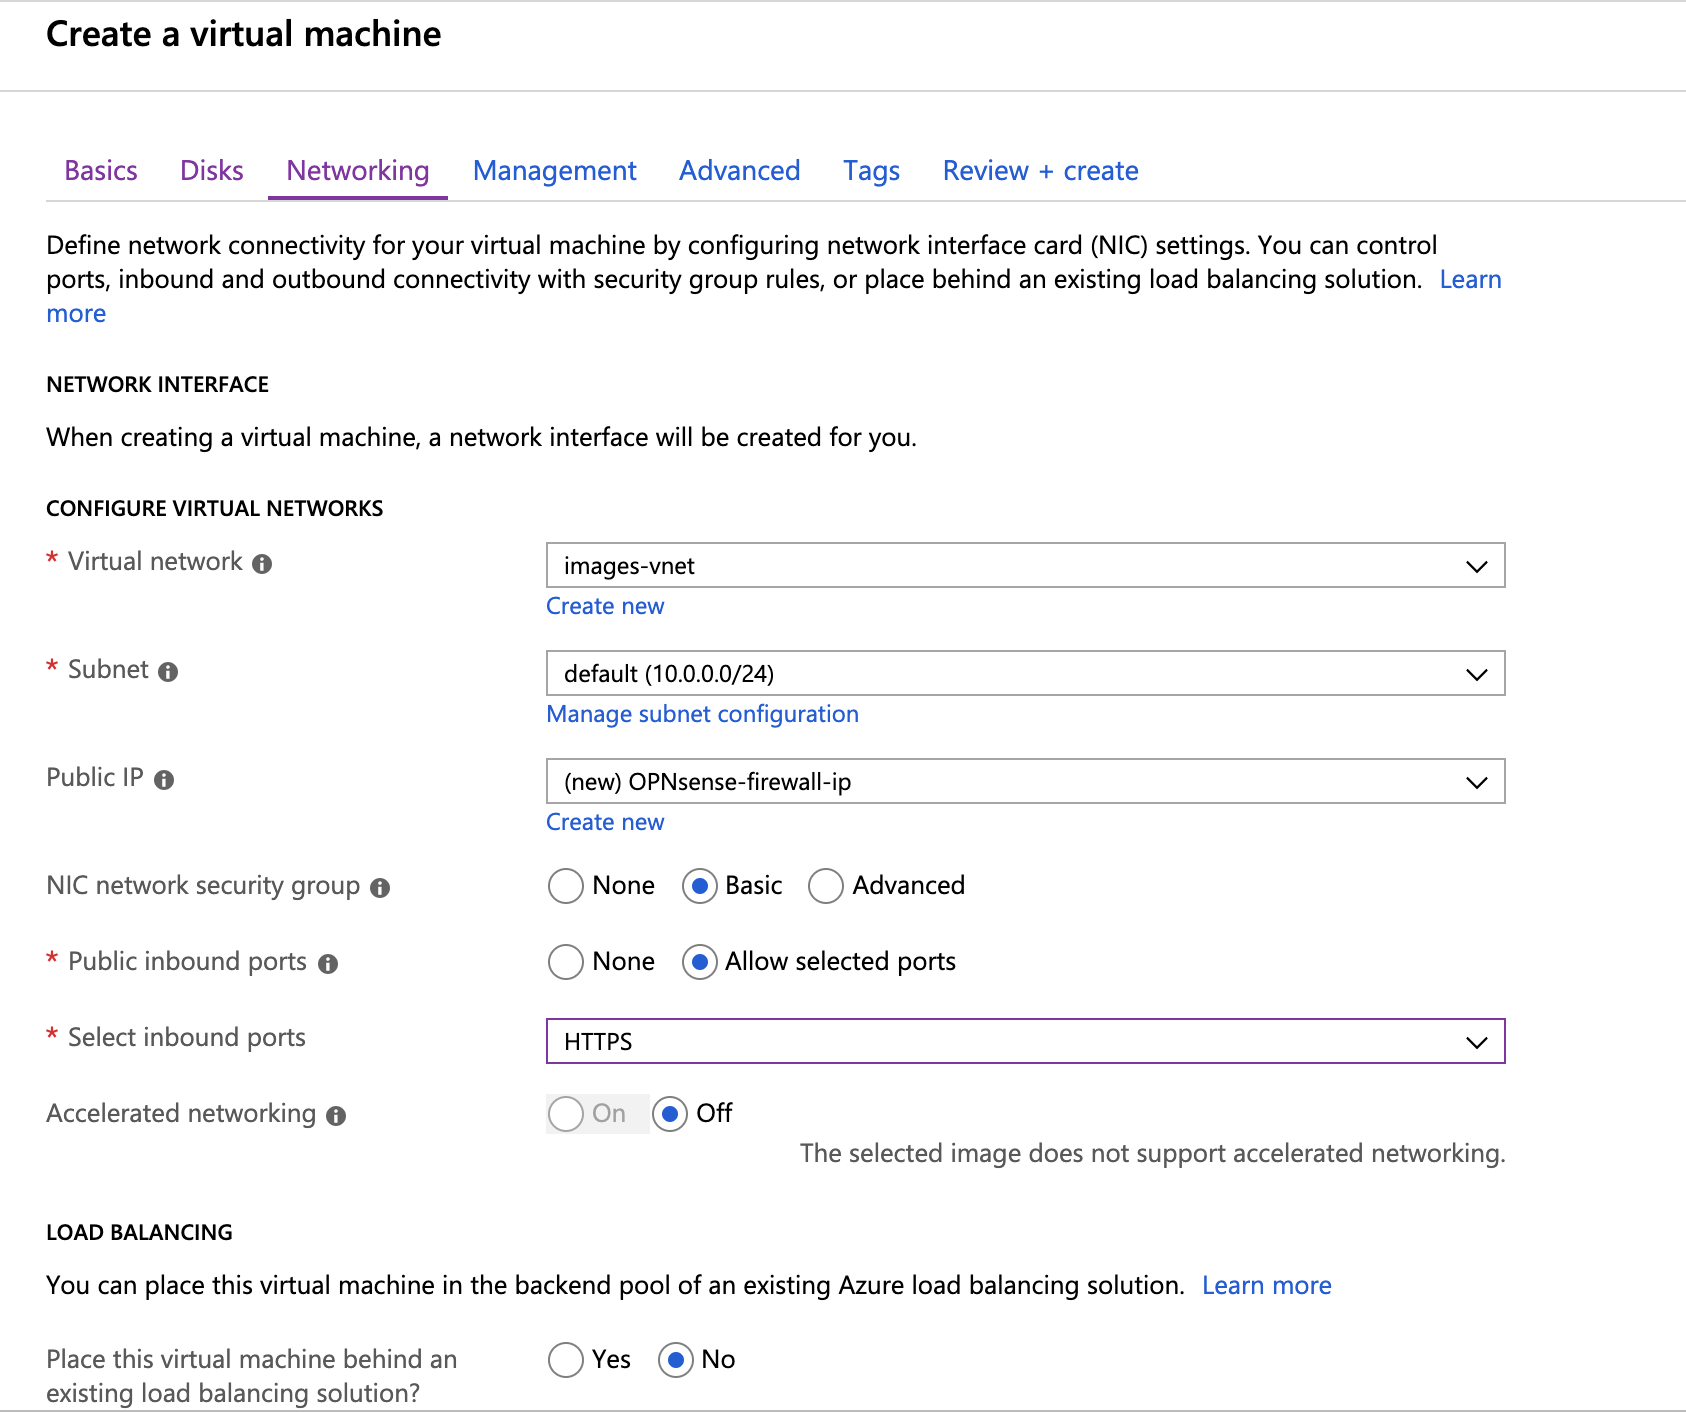 Create a virtual machine
Basics Disks Networking Management Advanced Tags Review + create
Define network connectivity for your virtual machine by configuring network interface card (NIC) settings. You can control
ports, inbound and outbound connectivity with security group rules, or place behind an existing load balancing solution. Learn
more
NETWORK INTERFACE
When creating a virtual machine, a network interface will be created for you.
CONFIGURE VIRTUAL NETWORKS
* Virtual network images-vnet
Create new
* Subnet default (10.0.0.0/24)
Manage subnet configuration
Public IP (new) OPNsense-firewall-ip
Create new
NIC network security group None Basic Advanced
* Public inbound ports None Allow selected ports
* Select inbound ports HTTPS
Accelerated networking On Off
The selected image does not support accelerated networking.
LOAD BALANCING
You can place this virtual machine in the backend pool of an existing Azure load balancing solution. Learn more
Place this virtual machine behind an Yes No
existing load balancing solution?